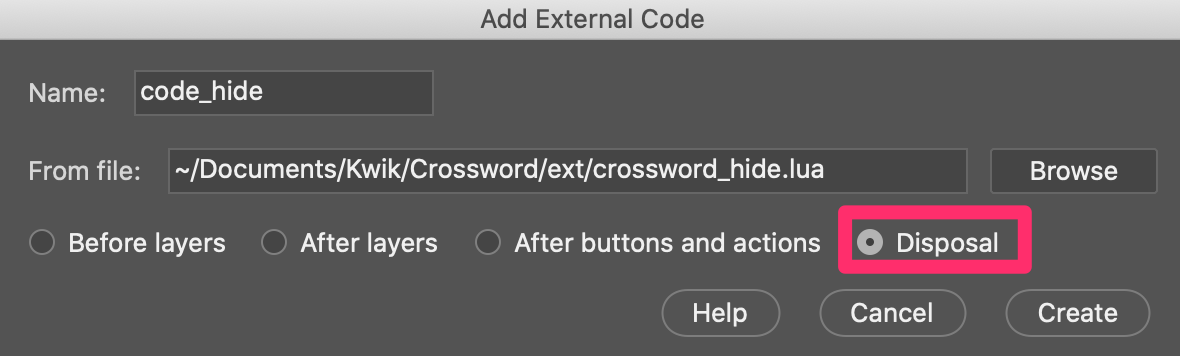 Add External Code
Name: code_hide
From file: ~/Documents/Kwik/Crossword/ext/crossword_hide.lua Browse
Before layers After layers After buttons and actions Disposal
Help Cancel Create